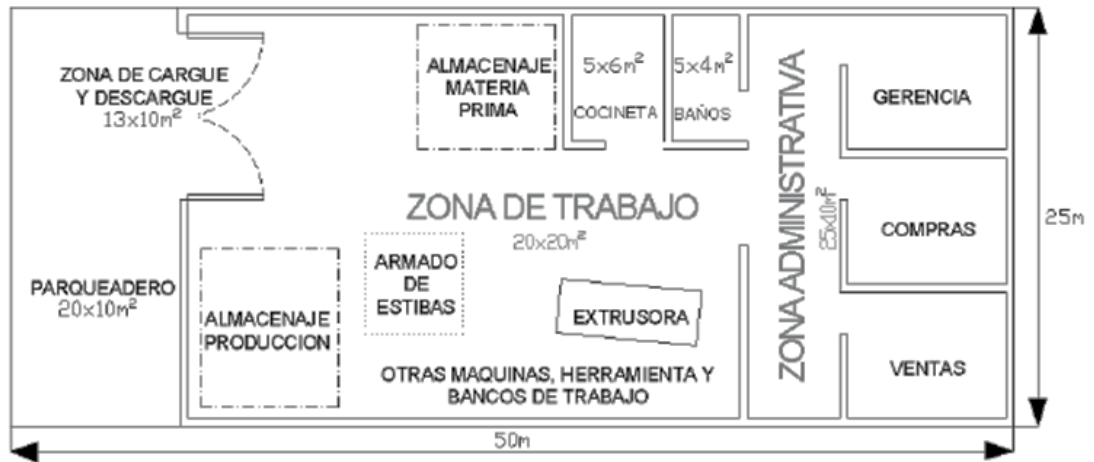 ZONA DE CARGUE
Y DESCARGUE
13x10m²
ALMACENAJE
MATERIA
PRIMA
5x6m²
COCINETA
5x4m²
BAÑOS
ZONA ADMINISTRATIVA
25x10m²
GERENCIA
COMPRAS
VENTAS
25m
ZONA DE TRABAJO
20x20m²
PARQUEADERO
20x10m²
ALMACENAJE
PRODUCCION
ARMADO
DE
ESTIBAS
EXTRUSORA
OTRAS MAQUINAS, HERRAMIENTA Y
BANCOS DE TRABAJO
50m